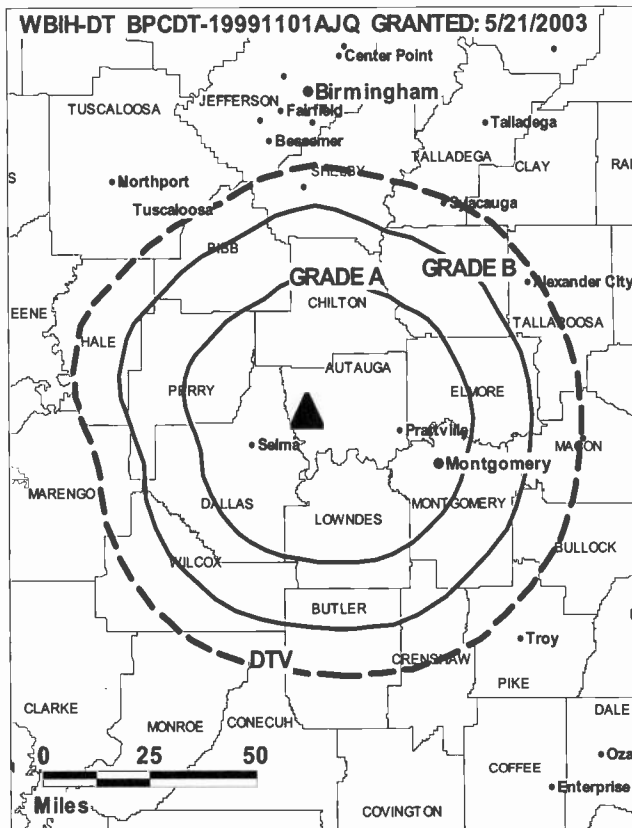 WBIH-DT BPCDT-19991101AJQ GRANTED: 5/21/2003
Center Point
Birmingham
JEFFERSON
TUSCALOOSA
Fairfield
Talladega
Bessemer
TALLADEGA
CLAY
SHELBY
Northport
Tuscaloosa
Sylacauga
BIBB
GRADE A
GRADE B
Alexander City
CHILTON
EENE
TALLAPOOSA
HALE
AUTAUGA
PERRY
ELMORE
Prattville
Selma
MACON
Montgomery
MARENGO
DALLAS
MONTGOMERY
LOWNDES
BULLOCK
WILCOX
BUTLER
Troy
DTV
CRENSHAW
PIKE
CLARKE
MONROE
CONECUH
DALE
0 25 50
COFFEE
Oza
Enterprise
Miles
COVINGTON